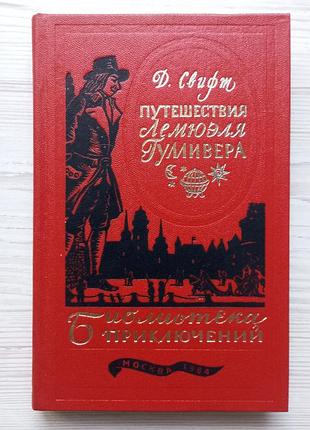 Д. Свифт
ПУТЕШЕСТВИЯ
Лемюэля
Гулливера
Библиотека
ПРИКЛЮЧЕНИЙ
МОСКВА 1984